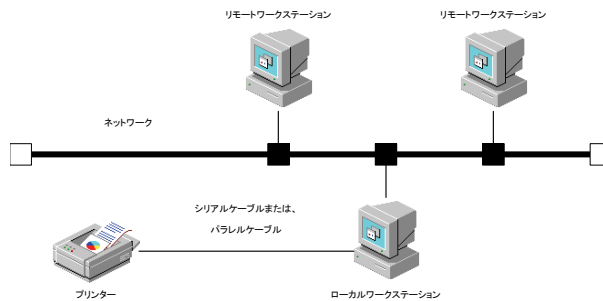 リモートワークステーション
リモートワークステーション
ネットワーク
シリアルケーブルまたは、
パラレルケーブル
プリンター
ローカルワークステーション